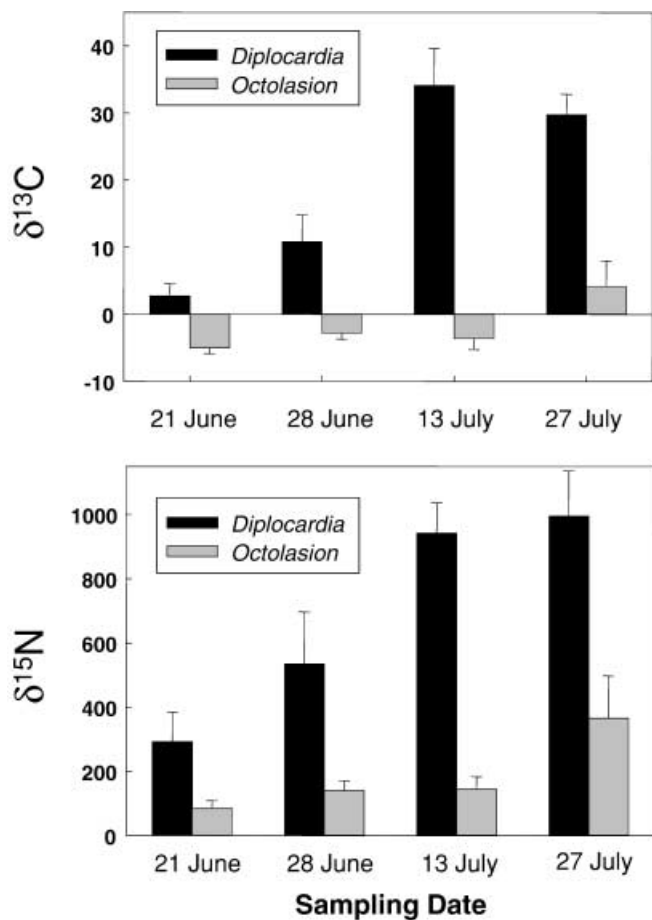 40
30
20
10
0
-10
δ13C
Diplocardia
Octolasion
21 June 28 June 13 July 27 July
1000
800
600
400
200
0
δ15N
Diplocardia
Octolasion
21 June 28 June 13 July 27 July
Sampling Date